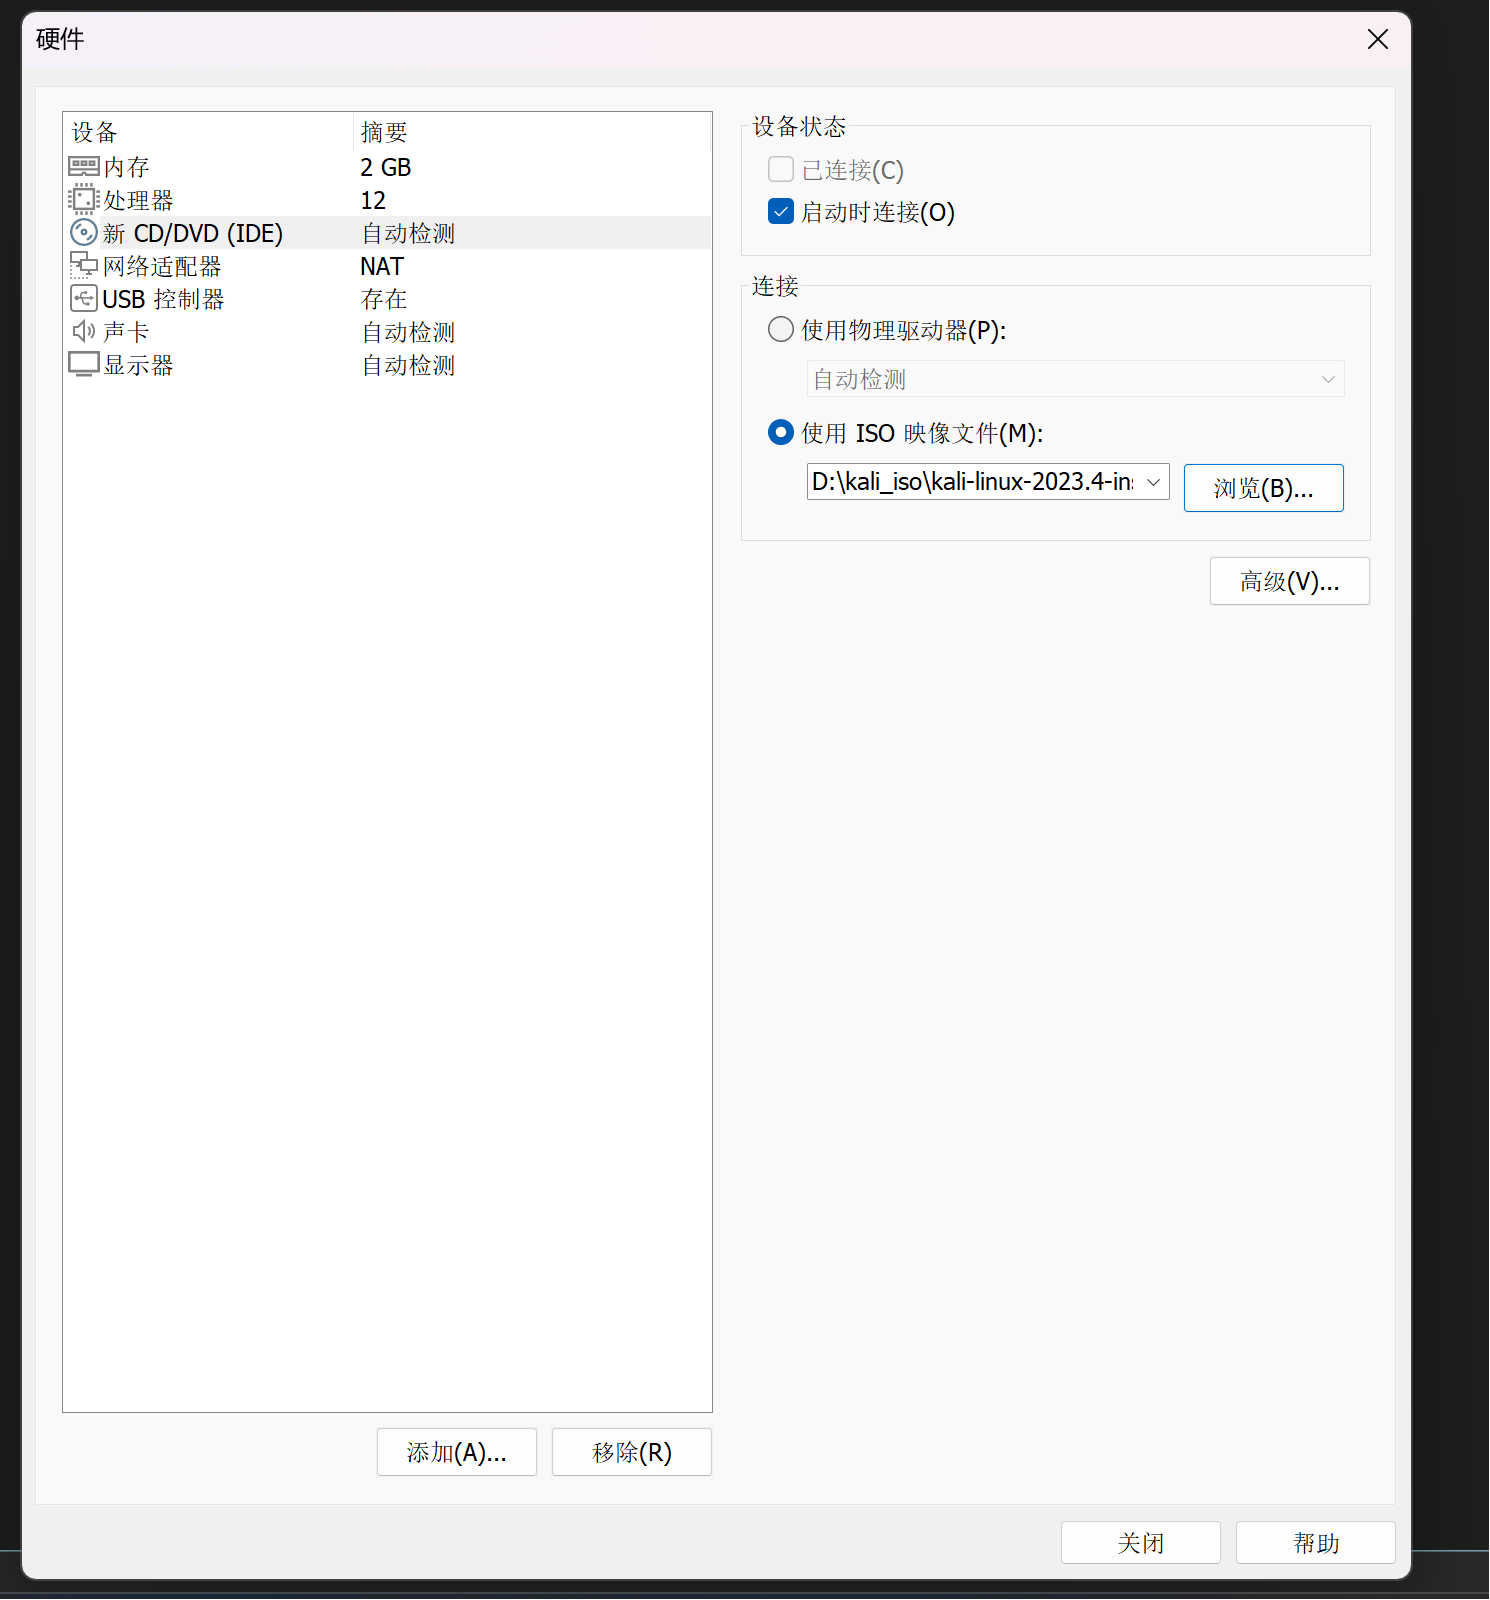 硬件
设备 摘要
内存 2 GB
处理器 12
新 CD/DVD (IDE) 自动检测
网络适配器 NAT
USB 控制器 存在
声卡 自动检测
显示器 自动检测
添加(A)... 移除(R)
设备状态
已连接(C)
启动时连接(O)
连接
使用物理驱动器(P):
自动检测
使用 ISO 映像文件(M):
D:\kali_iso\kali-linux-2023.4-in 浏览(B)...
高级(V)...
关闭 帮助